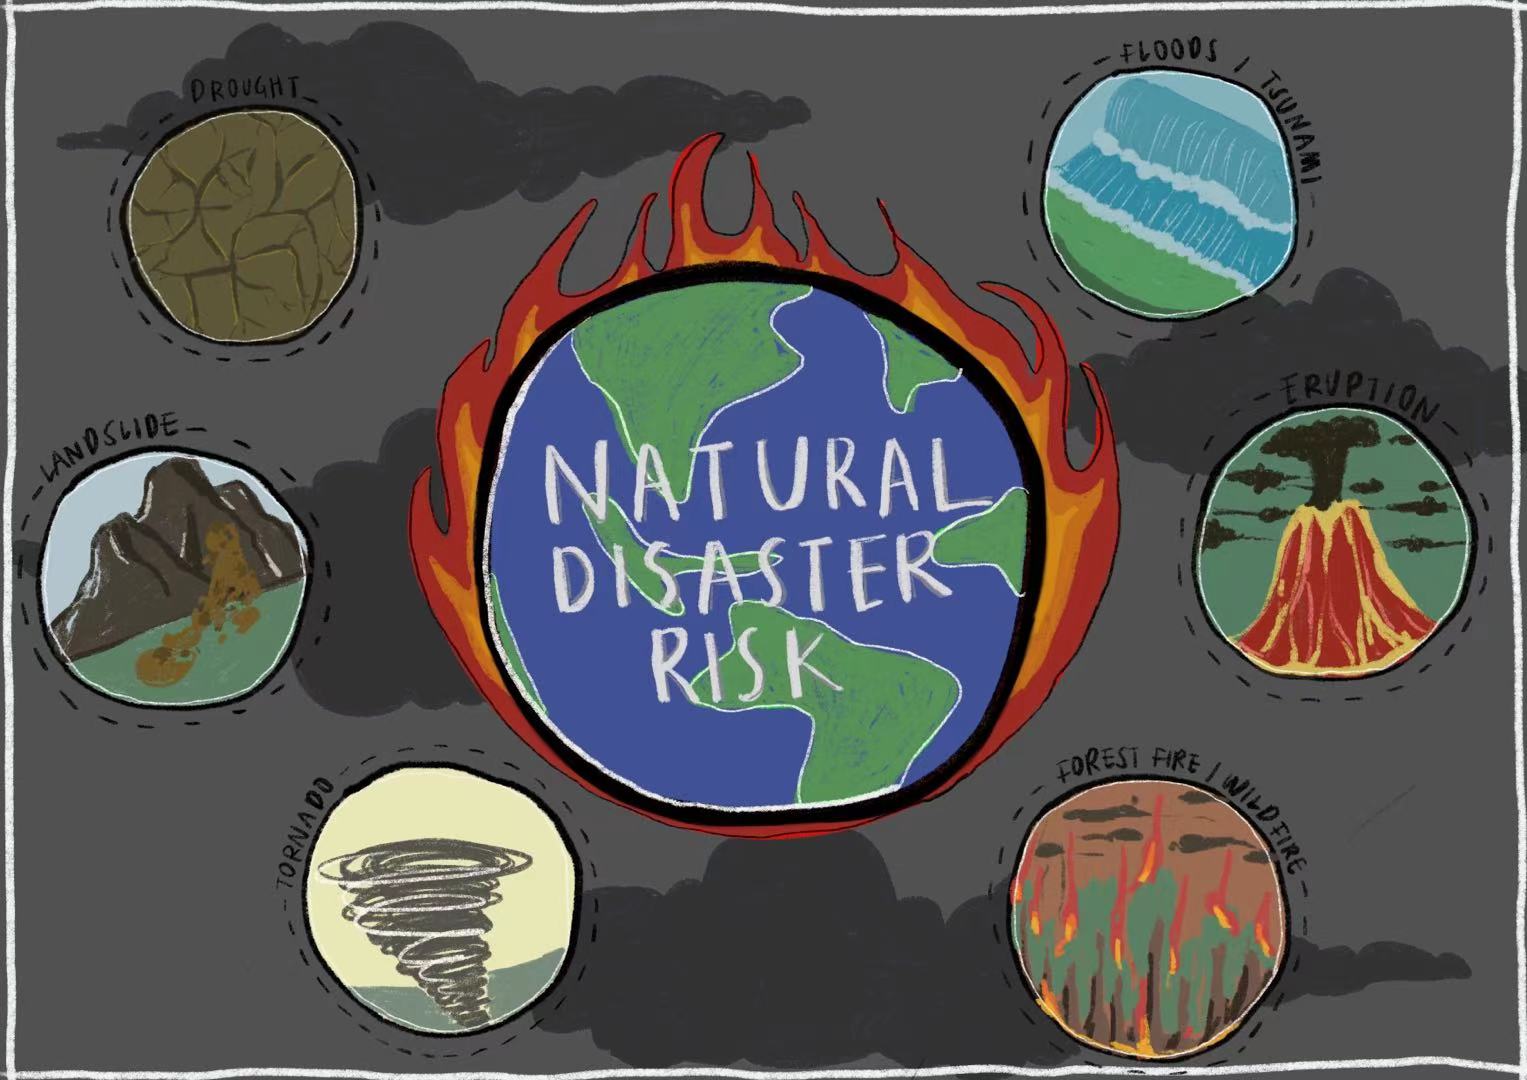 DROUGHT
FLOODS / TSUNAMI
LANDSLIDE
ERUPTION
NATURAL
DISASTER
RISK
TORNADO
FOREST FIRE / WILDFIRE